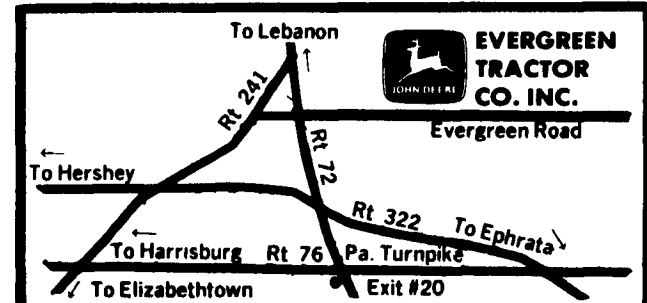 To Lebanon
EVERGREEN
TRACTOR
CO. INC.
JOHN DEERE
Rt 241
Evergreen Road
Rt 72
To Hershey
Rt 322
To Ephrata
To Harrisburg
Rt 76
Pa. Turnpike
To Elizabethtown
Exit #20